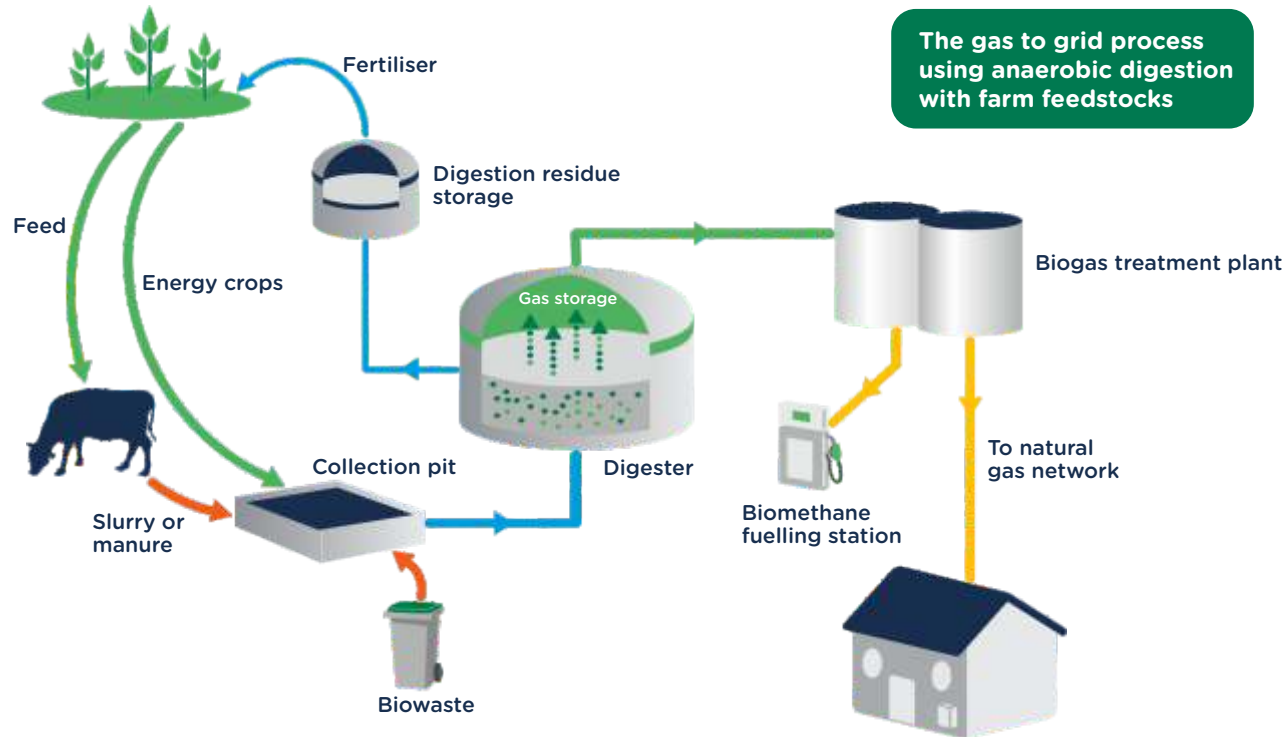 The gas to grid process
using anaerobic digestion
with farm feedstocks
Fertiliser
Digestion residue
storage
Feed
Energy crops
Gas storage
Biogas treatment plant
Collection pit
Digester
To natural
gas network
Slurry or
manure
Biomethane
fuelling station
Biowaste